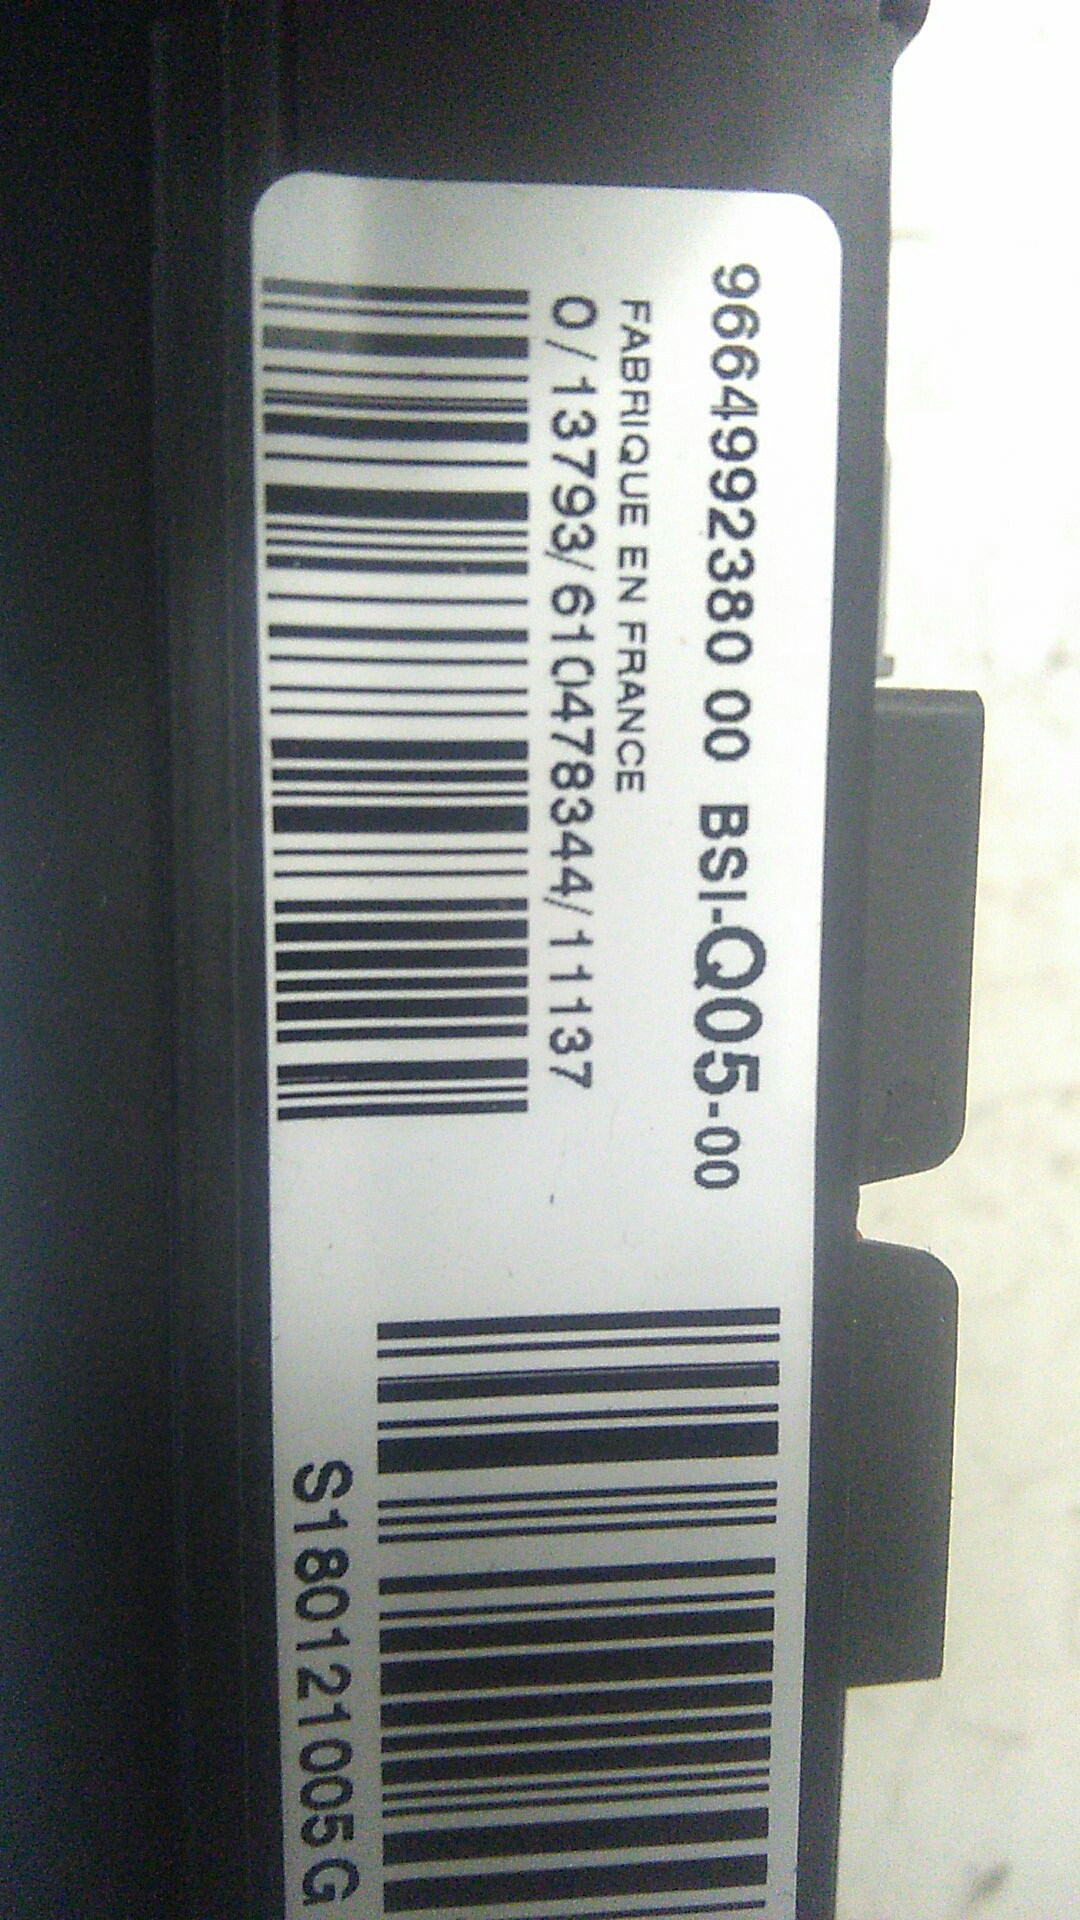 9664992380 00 BSI-Q05-00
FABRIQUE EN FRANCE
0/13793/610478344/11137
S180121005G